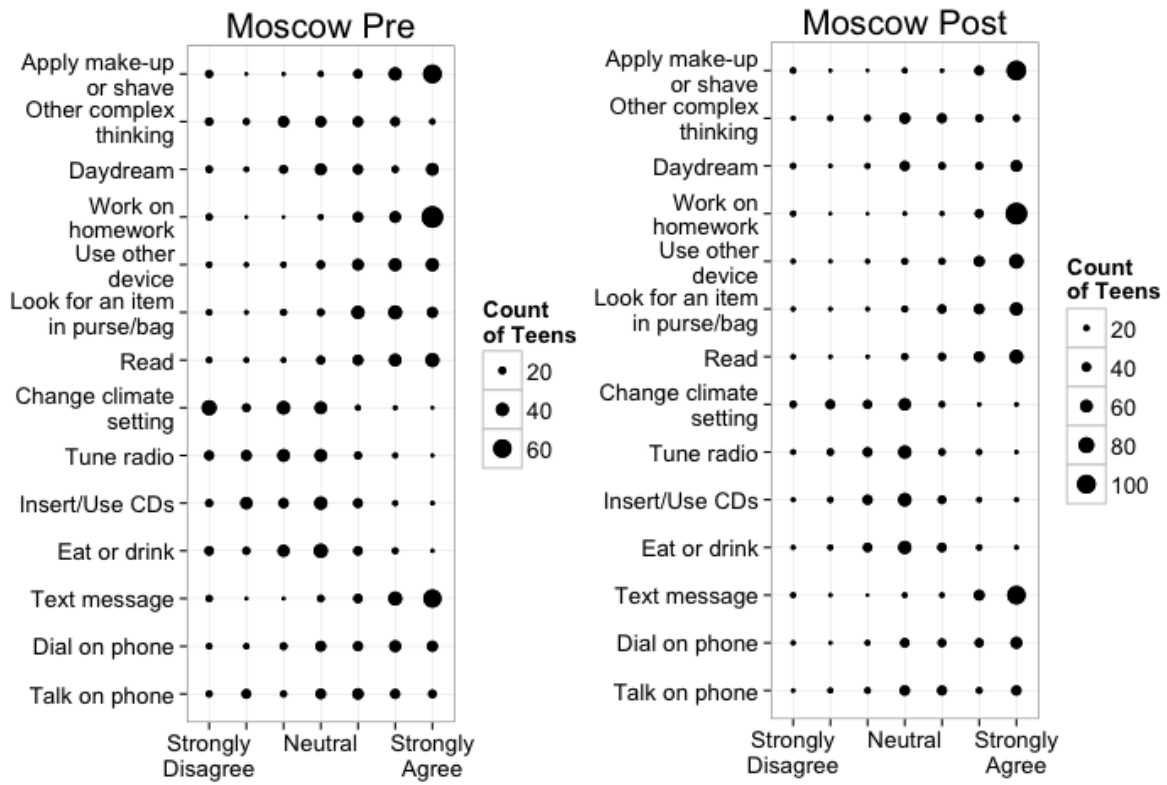 Moscow Pre
Apply make-up
or shave
Other complex
thinking
Daydream
Work on
homework
Use other
device
Look for an item
in purse/bag
Read
Change climate
setting
Tune radio
Insert/Use CDs
Eat or drink
Text message
Dial on phone
Talk on phone
Strongly
Disagree
Neutral
Strongly
Agree
Count
of Teens
20
40
60
Moscow Post
Apply make-up
or shave
Other complex
thinking
Daydream
Work on
homework
Use other
device
Look for an item
in purse/bag
Read
Change climate
setting
Tune radio
Insert/Use CDs
Eat or drink
Text message
Dial on phone
Talk on phone
Strongly
Disagree
Neutral
Strongly
Agree
Count
of Teens
20
40
60
80
100